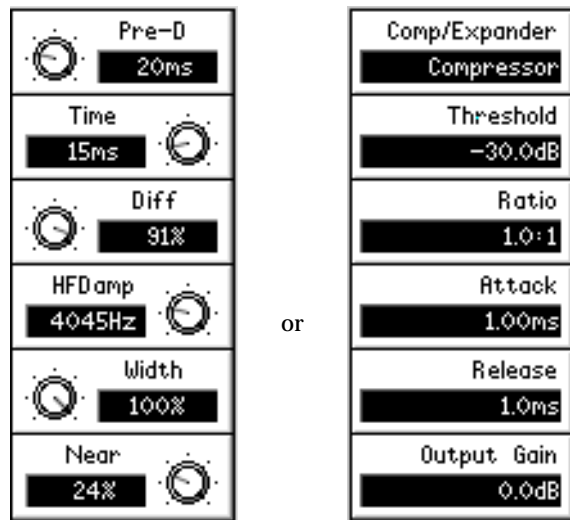 Pre-D
20ms
Time
15ms
Diff
91%
HFDamp
4045Hz
Width
100%
Near
24%
or
Comp/Expander
Compressor
Threshold
-30.0dB
Ratio
1.0:1
Attack
1.00ms
Release
1.0ms
Output Gain
0.0dB